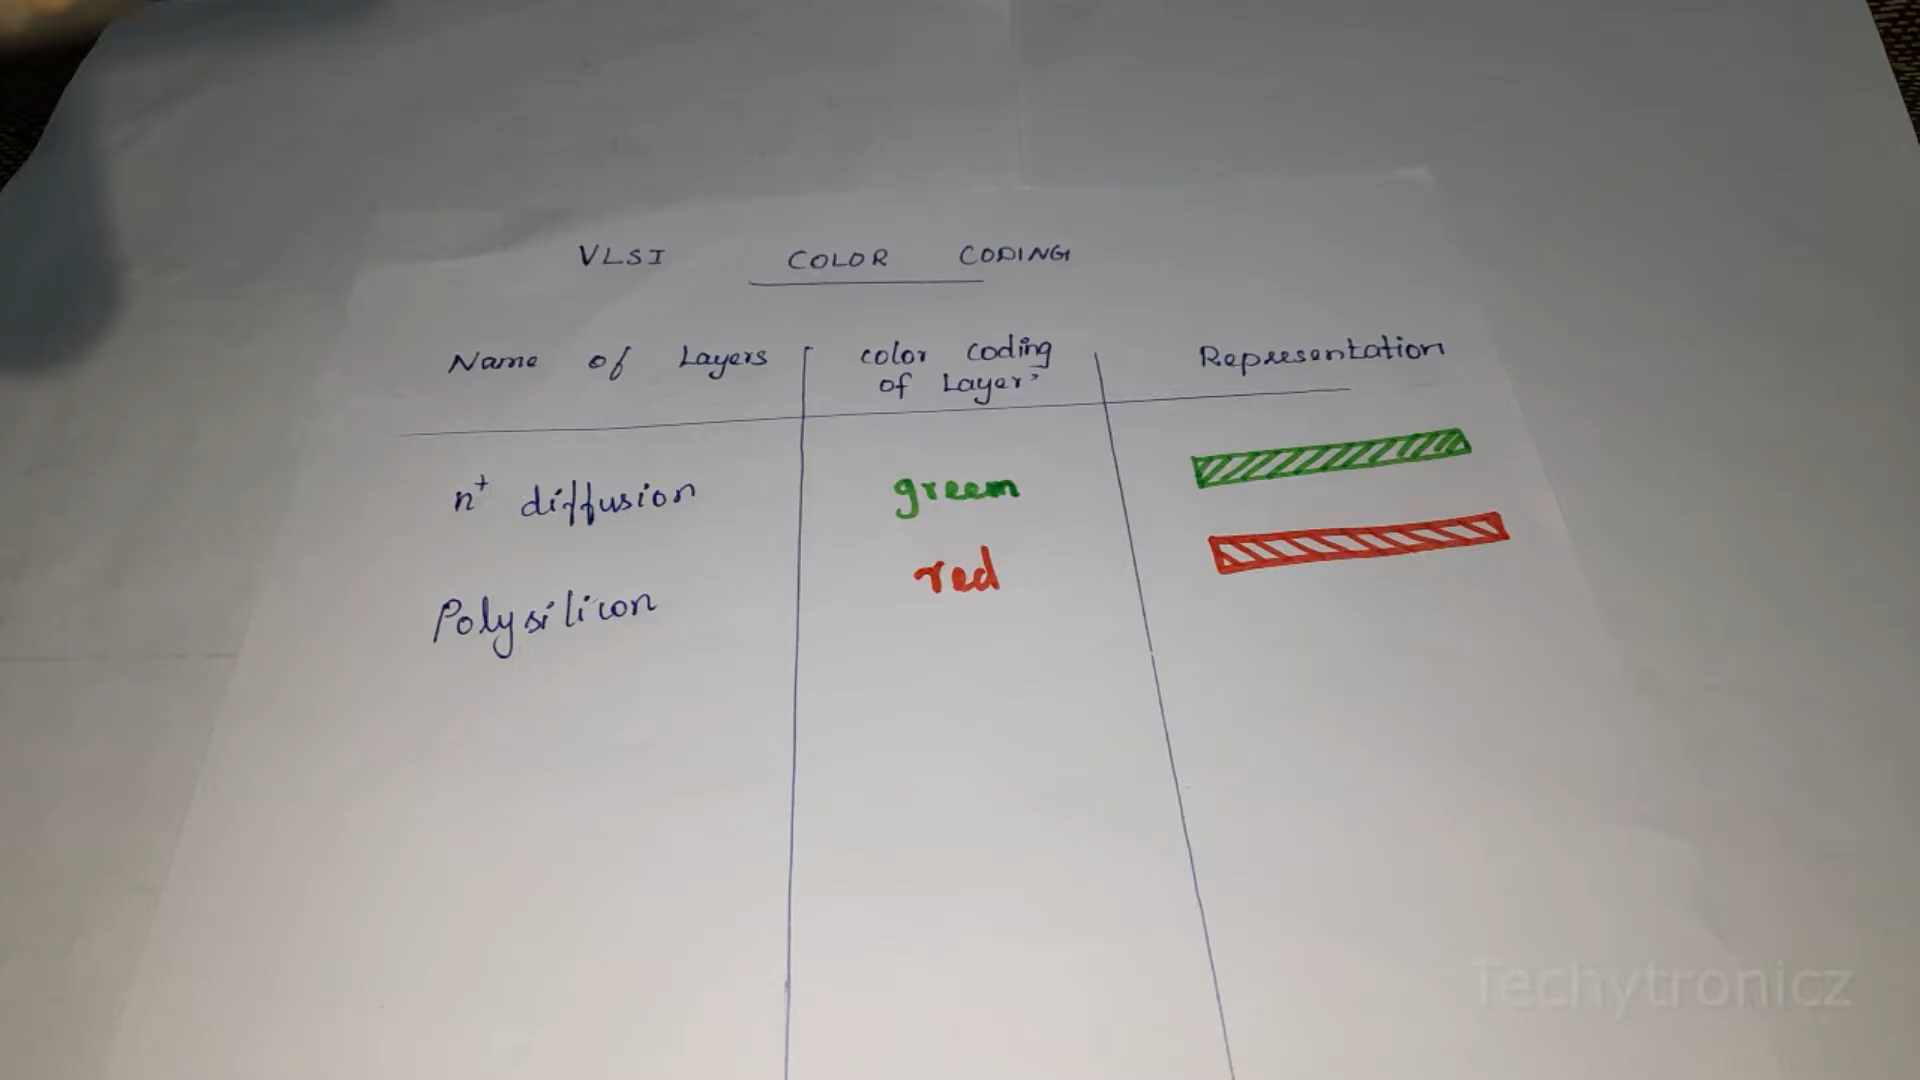 VLSI COLOR CODING
Name of Layers color coding of Layer's Representation
n+ diffusion green
Polysilicon red
Techytronicz